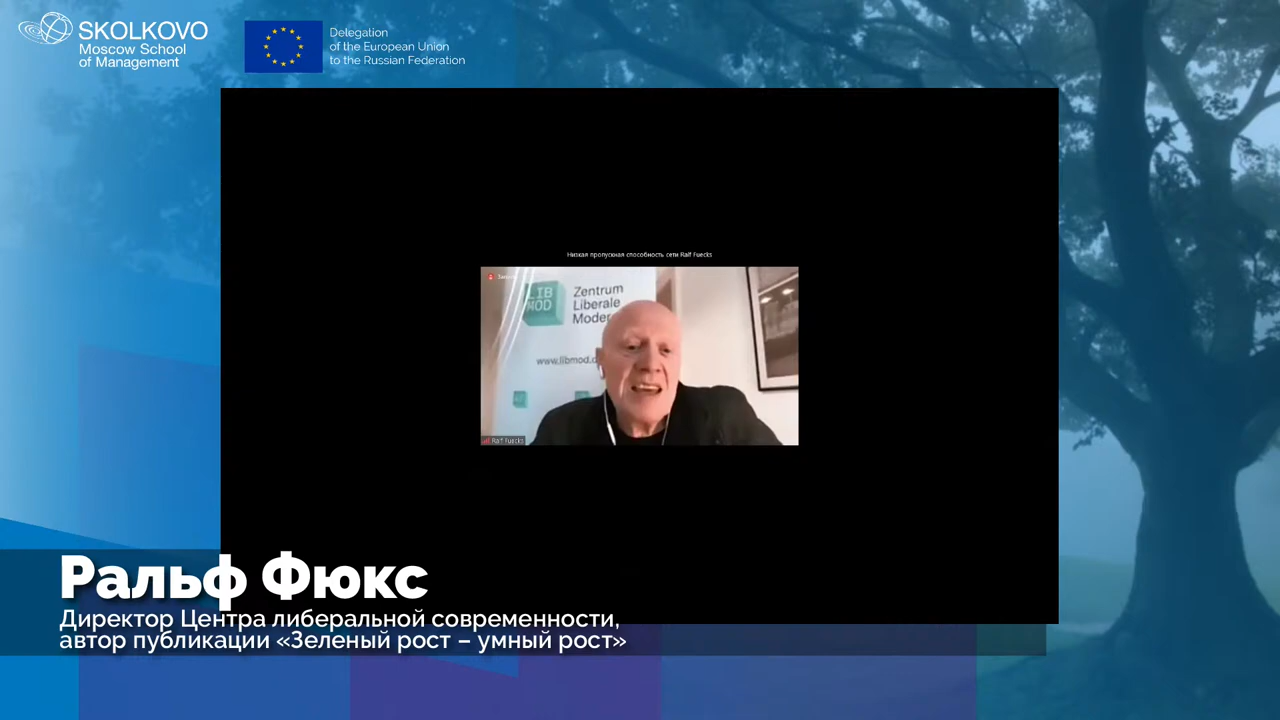 SKOLKOVO
Moscow School
of Management
Delegation
of the European Union
to the Russian Federation
Низкая пропускная способность сети Ralf Fuecks
LIB
MOD
Zentrum
Liberale
Moder
www.libmod.d
Ralf Fuecks
Ральф Фюкс
Директор Центра либеральной современности,
автор публикации «Зеленый рост – умный рост»